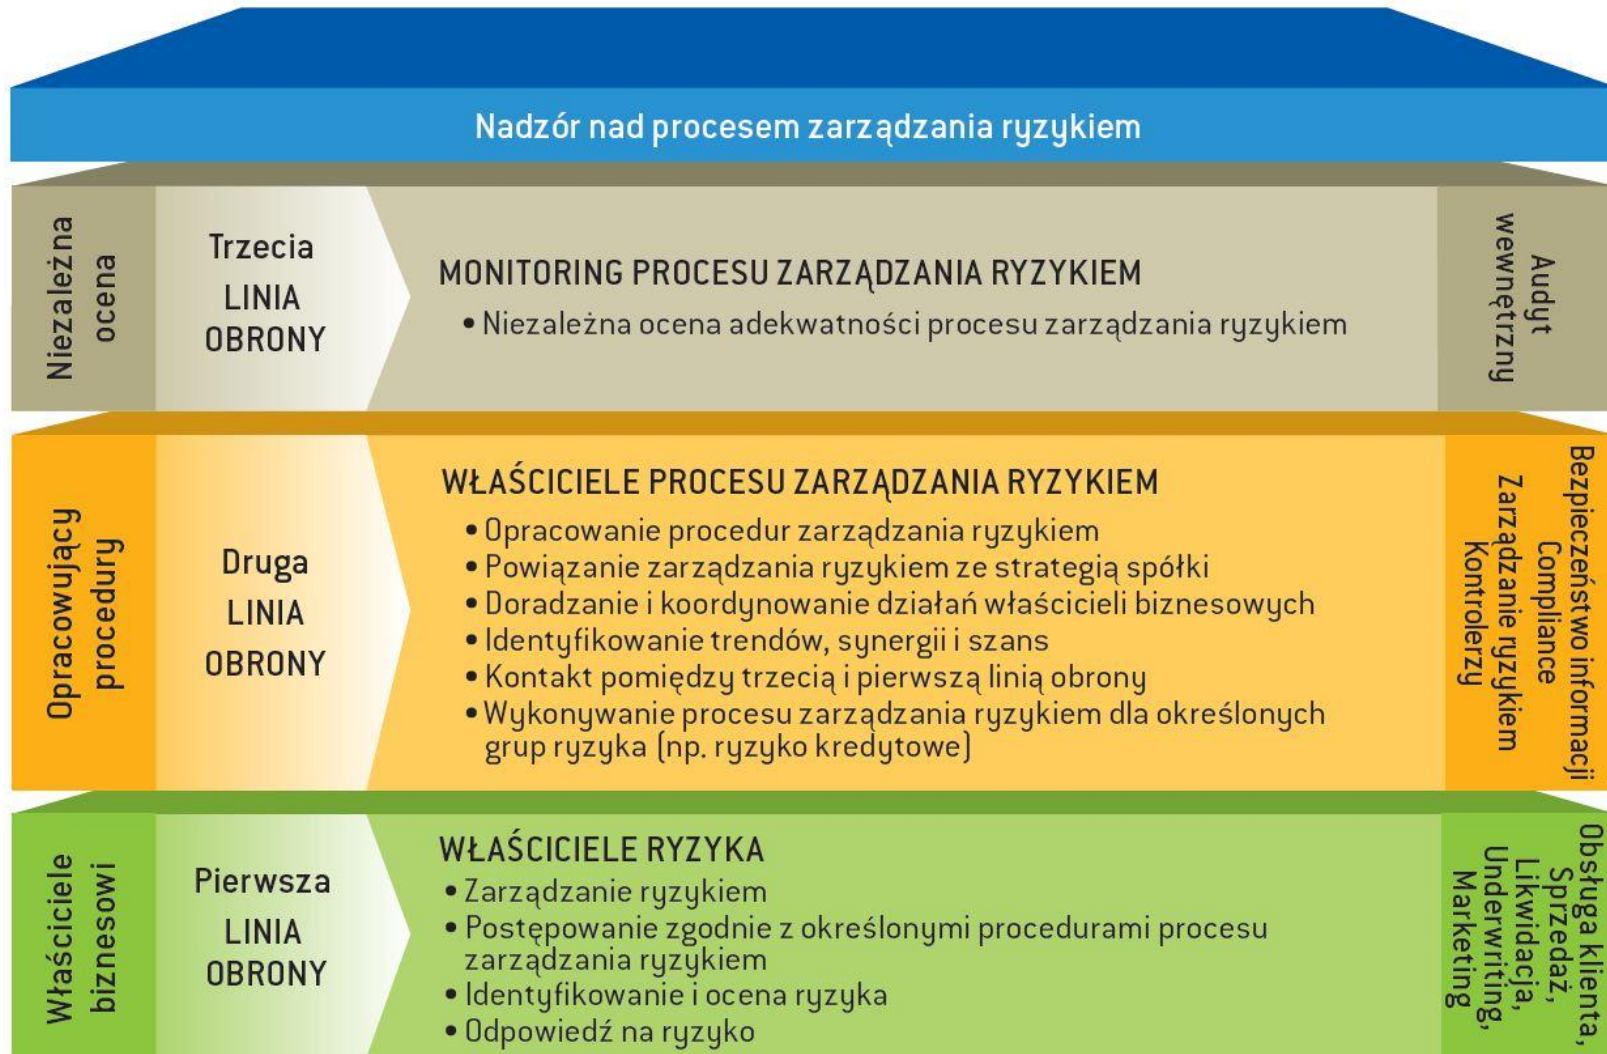 Nadzór nad procesem zarządzania ryzykiem
Niezależna
ocena
Trzecia
LINIA
OBRONY
MONITORING PROCESU ZARZĄDZANIA RYZYKIEM
• Niezależna ocena adekwatności procesu zarządzania ryzykiem
Audyt
wewnętrzny
Opracowujący
procedury
Druga
LINIA
OBRONY
WŁAŚCICIELE PROCESU ZARZĄDZANIA RYZYKIEM
• Opracowanie procedur zarządzania ryzykiem
• Powiązanie zarządzania ryzykiem ze strategią spółki
• Doradzanie i koordynowanie działań właścicieli biznesowych
• Identyfikowanie trendów, synergii i szans
• Kontakt pomiędzy trzecią i pierwszą linią obrony
• Wykonywanie procesu zarządzania ryzykiem dla określonych
grup ryzyka (np. ryzyko kredytowe)
Bezpieczeństwo informacji
Compliance
Zarządzanie ryzykiem
Kontrolerzy
Właściciele
biznesowi
Pierwsza
LINIA
OBRONY
WŁAŚCICIELE RYZYKA
• Zarządzanie ryzykiem
• Postępowanie zgodnie z określonymi procedurami procesu
zarządzania ryzykiem
• Identyfikowanie i ocena ryzyka
• Odpowiedź na ryzyko
Obsługa klienta,
Sprzedaż,
Likwidacja,
Underwriting,
Marketing